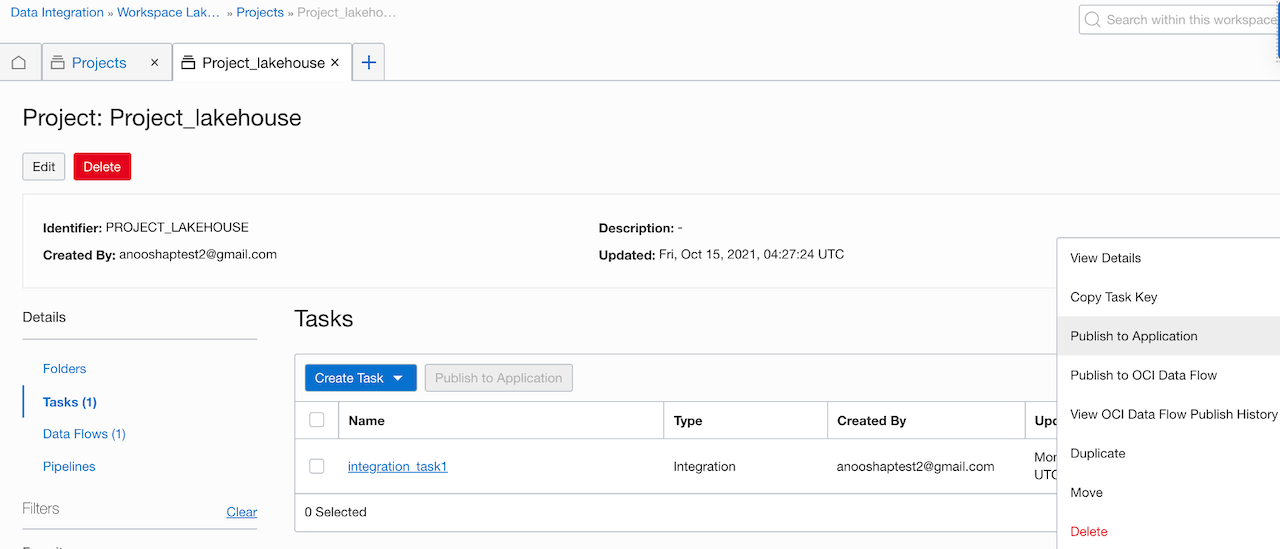 Data Integration » Workspace Lak... » Projects » Project_lakeho...
Search within this workspace
Projects ×
Project_lakehouse ×
+
Project: Project_lakehouse
Edit
Delete
Identifier: PROJECT_LAKEHOUSE
Description: -
Created By: anooshaptest2@gmail.com
Updated: Fri, Oct 15, 2021, 04:27:24 UTC
Details
Folders
Tasks (1)
Data Flows (1)
Pipelines
Filters
Clear
Tasks
Create Task
Publish to Application
Name
Type
Created By
Upd
integration_task1
Integration
anooshaptest2@gmail.com
Mon
UTC
0 Selected
View Details
Copy Task Key
Publish to Application
Publish to OCI Data Flow
View OCI Data Flow Publish History
Duplicate
Move
Delete